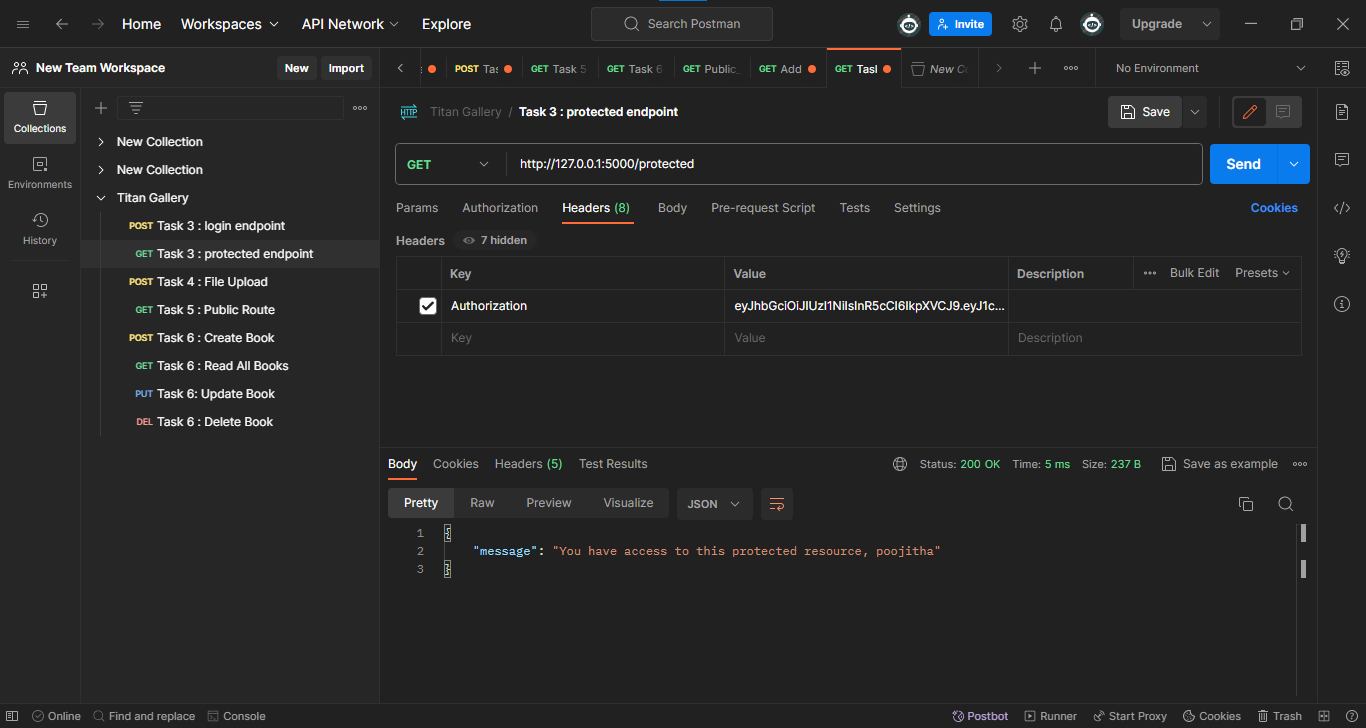 Home Workspaces API Network Explore Search Postman Invite Upgrade
New Team Workspace New Import
POST Tas GET Task 5 GET Task 6 GET Public_ GET Add GET Tasl New Co No Environment
Collections
Environments
History
New Collection
New Collection
Titan Gallery
POST Task 3 : login endpoint
GET Task 3 : protected endpoint
POST Task 4 : File Upload
GET Task 5 : Public Route
POST Task 6 : Create Book
GET Task 6 : Read All Books
PUT Task 6: Update Book
DEL Task 6 : Delete Book
HTTP Titan Gallery / Task 3 : protected endpoint Save
GET http://127.0.0.1:5000/protected Send
Params Authorization Headers (8) Body Pre-request Script Tests Settings Cookies
Headers 7 hidden
Key Value Description Bulk Edit Presets
Authorization eyJhbGciOiJIUzI1NiIsInR5cCI6IkpXVCJ9.eyJ1c...
Key Value Description
Body Cookies Headers (5) Test Results Status: 200 OK Time: 5 ms Size: 237 B Save as example
Pretty Raw Preview Visualize JSON
1 {
2 "message": "You have access to this protected resource, poojitha"
3 }
Online Find and replace Console Postbot Runner Start Proxy Cookies Trash